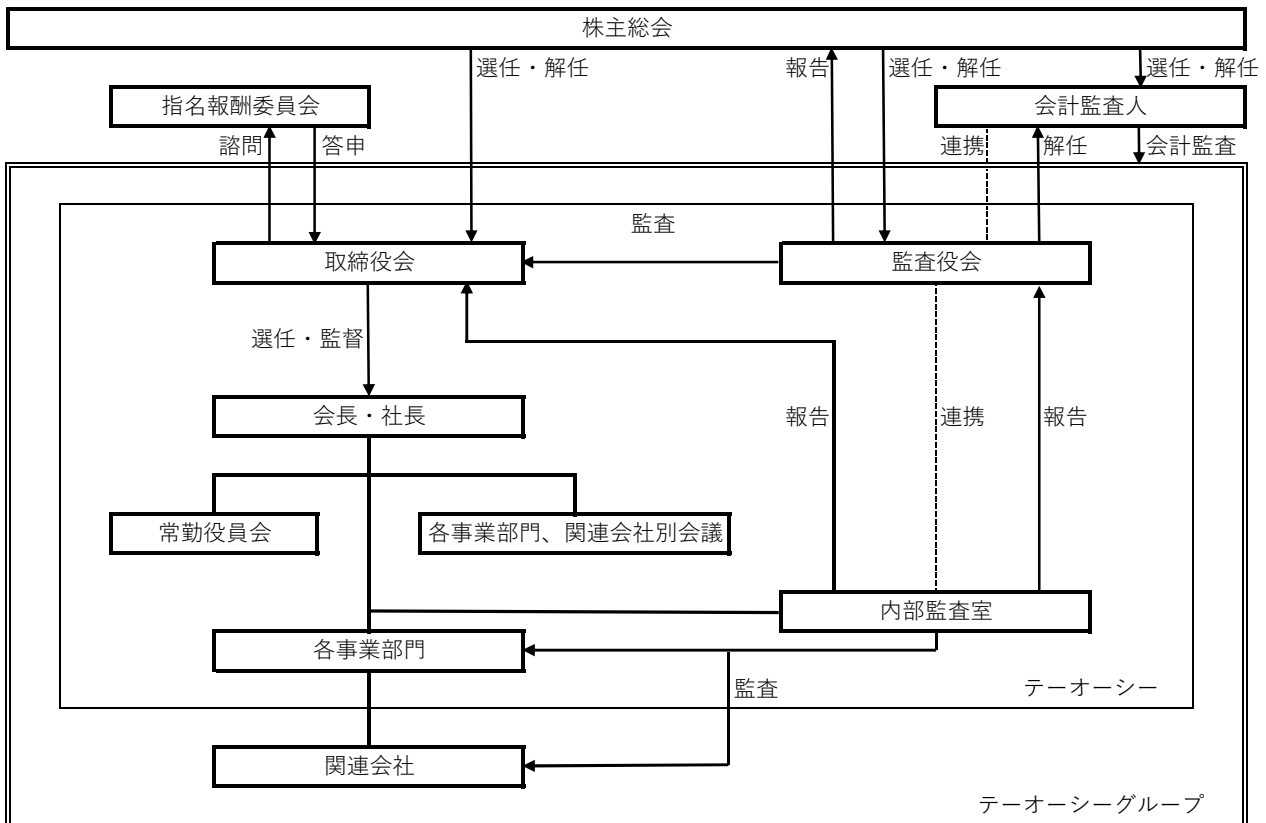 株主総会
選任・解任
報告
選任・解任
選任・解任
指名報酬委員会
会計監査人
諮問
答申
連携
解任
会計監査
監査
取締役会
監査役会
選任・監督
会長・社長
報告
連携
報告
常勤役員会
各事業部門、関連会社別会議
内部監査室
各事業部門
監査
テーオーシー
関連会社
テーオーシーグループ